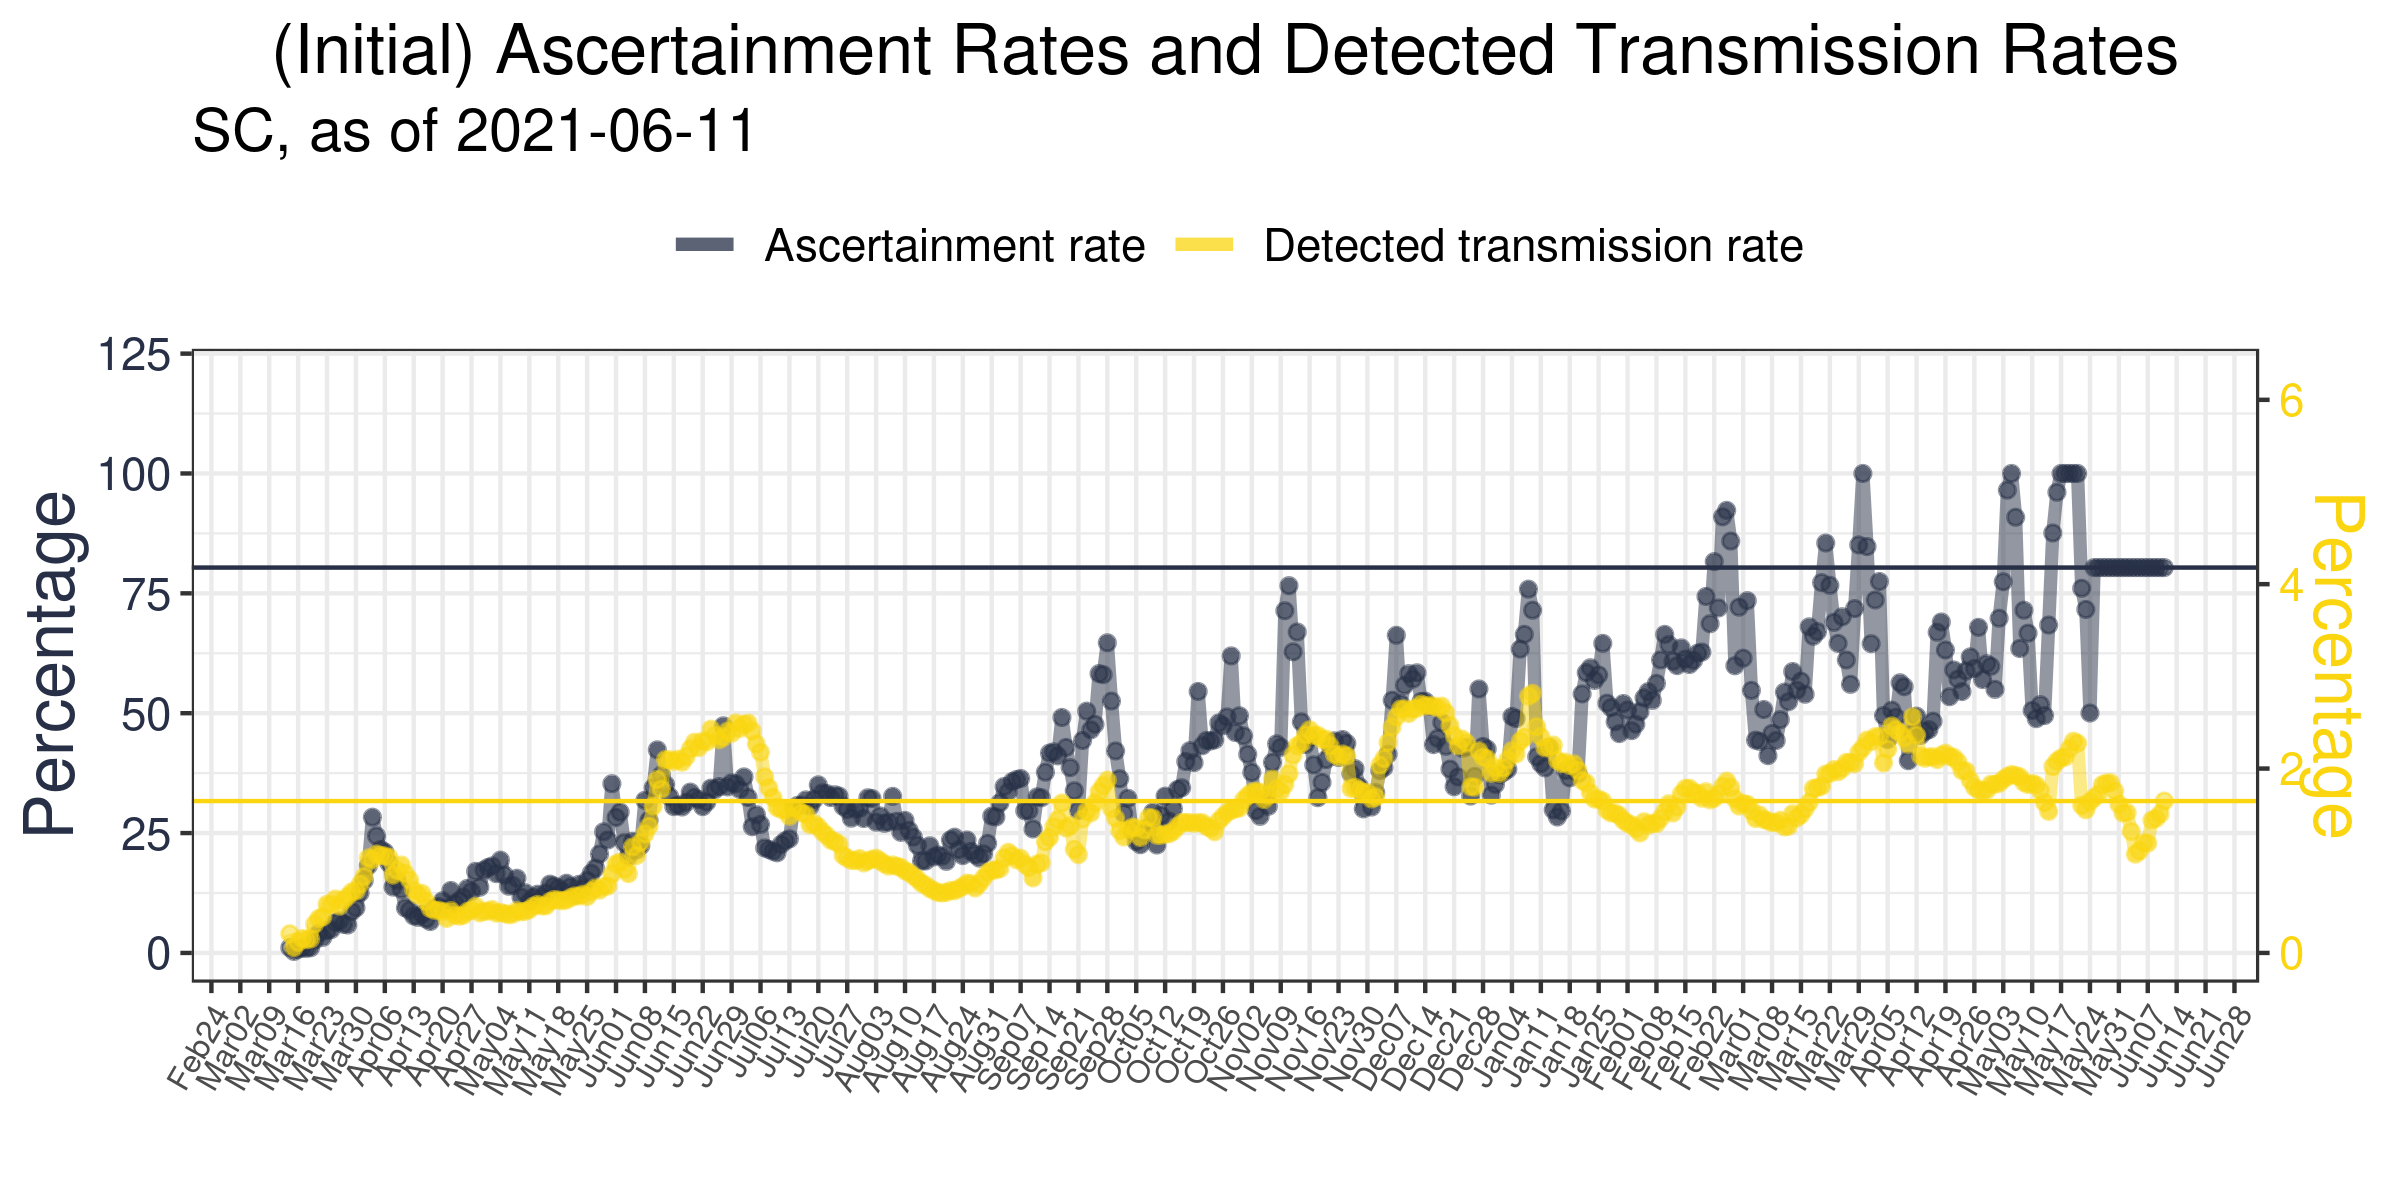 (Initial) Ascertainment Rates and Detected Transmission Rates
SC, as of 2021-06-11
Ascertainment rate
Detected transmission rate
125
100
75
50
25
0
Percentage
6
4
2
0
Percentage
Feb24
Mar02
Mar09
Mar16
Mar23
Mar30
Apr06
Apr13
Apr20
Apr27
May04
May11
May18
May25
Jun01
Jun08
Jun15
Jun22
Jun29
Jul06
Jul13
Jul20
Jul27
Aug03
Aug10
Aug17
Aug24
Aug31
Sep07
Sep14
Sep21
Sep28
Oct05
Oct12
Oct19
Oct26
Nov02
Nov09
Nov16
Nov23
Nov30
Dec07
Dec14
Dec21
Dec28
Jan04
Jan11
Jan18
Jan25
Feb01
Feb08
Feb15
Feb22
Mar01
Mar08
Mar15
Mar22
Mar29
Apr05
Apr12
Apr19
Apr26
May03
May10
May17
May24
May31
Jun07
Jun14
Jun21
Jun28